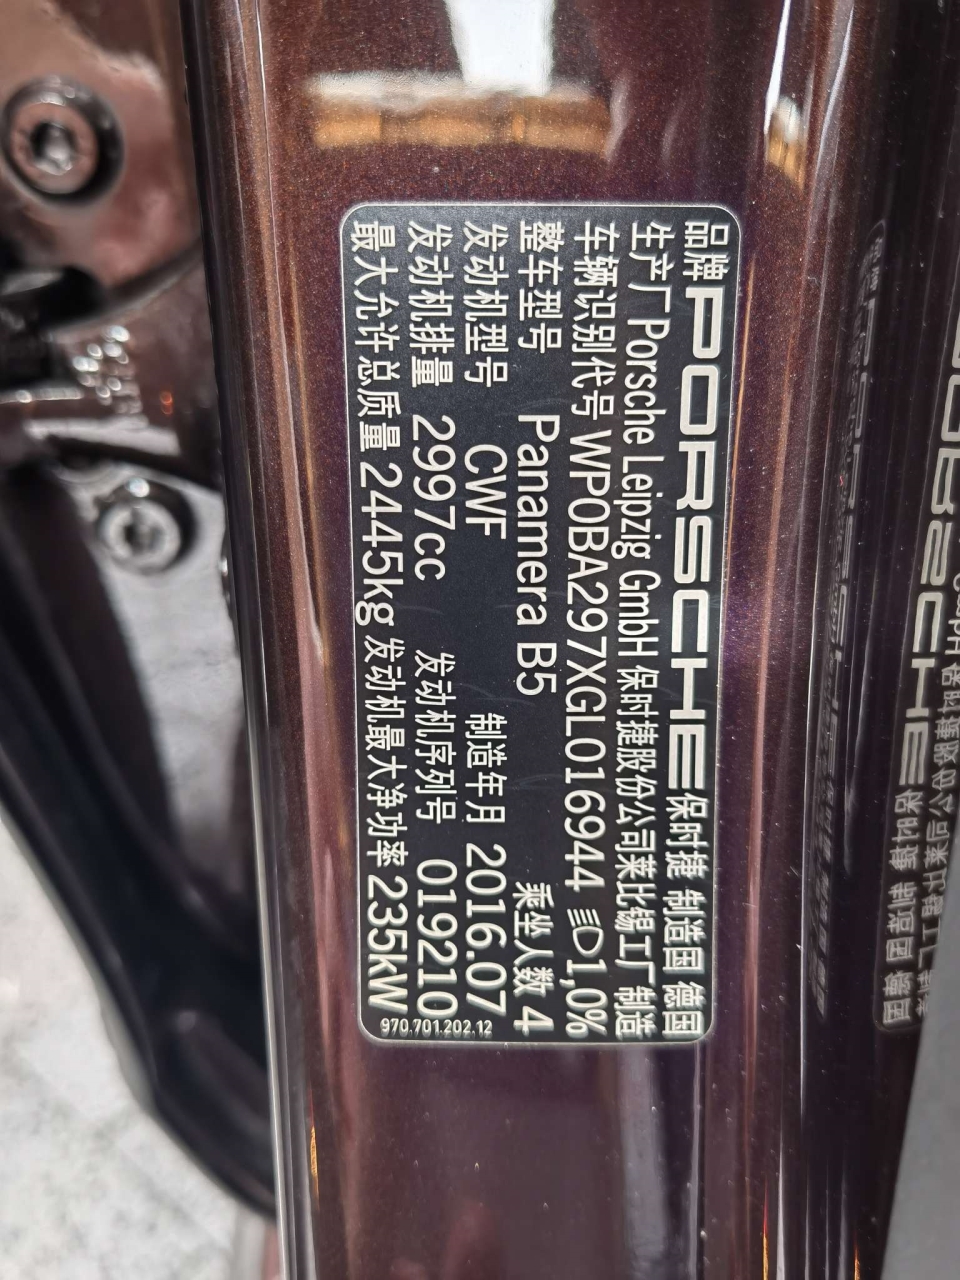 品牌 PORSCHE 保时捷 制造国 德国
生产厂 Porsche Leipzig GmbH 保时捷股份公司莱比锡工厂制造
车辆识别代号 WP0BA297XGL016944 1,0%
整车型号 Panamera B5 乘坐人数 4
发动机型号 CWF 制造年月 2016.07
发动机排量 2997cc 发动机序列号 019210
最大允许总质量 2445kg 发动机最大净功率 235kW
970.701.202.12